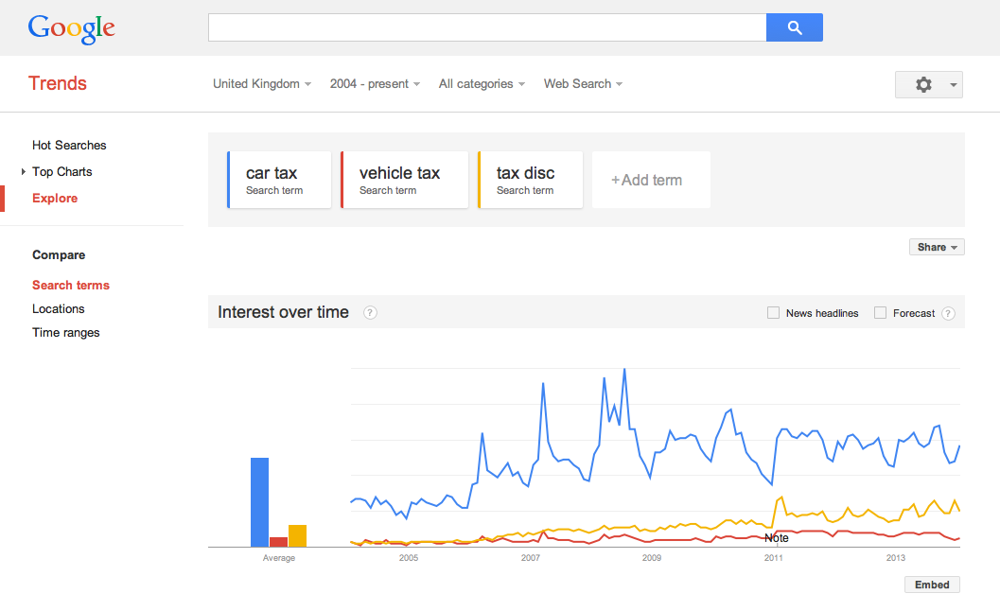 Google
Trends
United Kingdom 2004 - present All categories Web Search
Hot Searches
Top Charts
Explore
Compare
Search terms
Locations
Time ranges
car tax
Search term
vehicle tax
Search term
tax disc
Search term
+Add term
Share
Interest over time ?
News headlines Forecast ?
Note
Average 2005 2007 2009 2011 2013
Embed